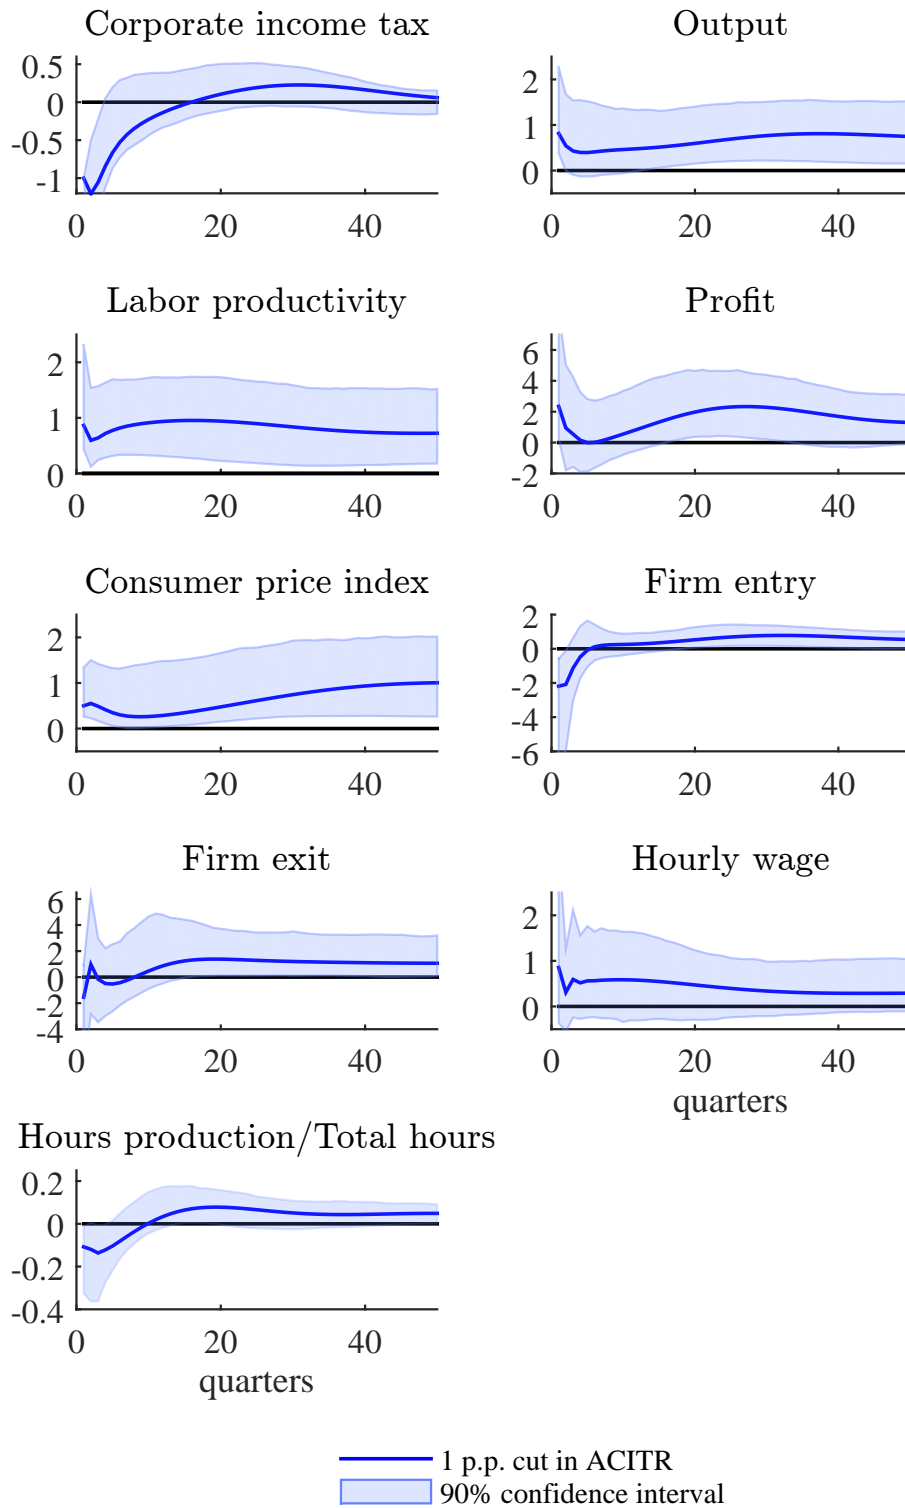 Corporate income tax
0.5
0
-0.5
-1
0 20 40
Output
2
1
0
0 20 40
Labor productivity
2
1
0
0 20 40
Profit
6
4
2
0
-2
0 20 40
Consumer price index
2
1
0
0 20 40
Firm entry
2
0
-2
-4
-6
0 20 40
Firm exit
6
4
2
0
-2
-4
0 20 40
Hourly wage
2
1
0
0 20 40
quarters
Hours production/Total hours
0.2
0
-0.2
-0.4
0 20 40
quarters
1 p.p. cut in ACITR
90% confidence interval